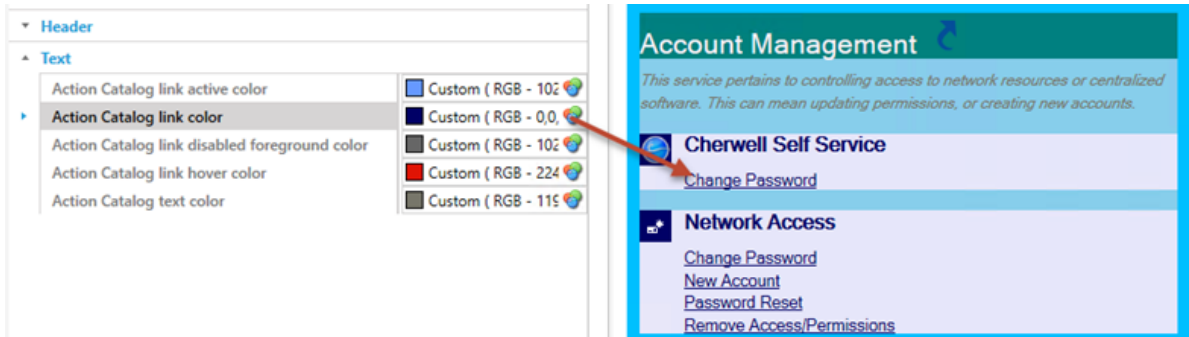 Header
Text
Action Catalog link active color Custom ( RGB - 102
Action Catalog link color Custom ( RGB - 0,0,
Action Catalog link disabled foreground color Custom ( RGB - 102
Action Catalog link hover color Custom ( RGB - 224
Action Catalog text color Custom ( RGB - 119
Account Management
This service pertains to controlling access to network resources or centralized
software. This can mean updating permissions, or creating new accounts.
Cherwell Self Service
Change Password
Network Access
Change Password
New Account
Password Reset
Remove Access/Permissions